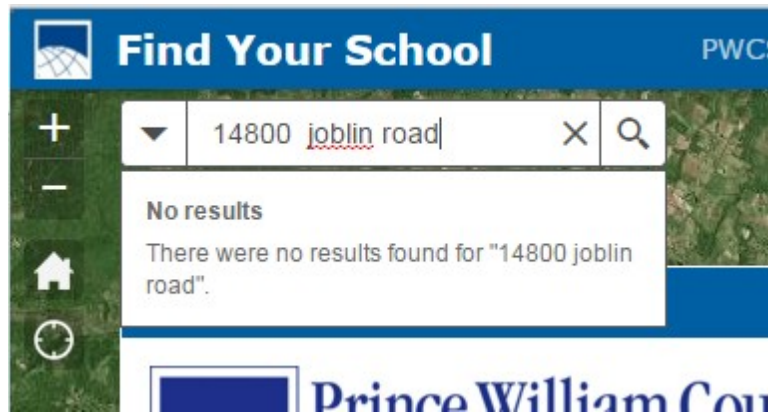 Find Your School
PWCS
14800 joblin road
No results
There were no results found for "14800 joblin
road".
Prince William Cou